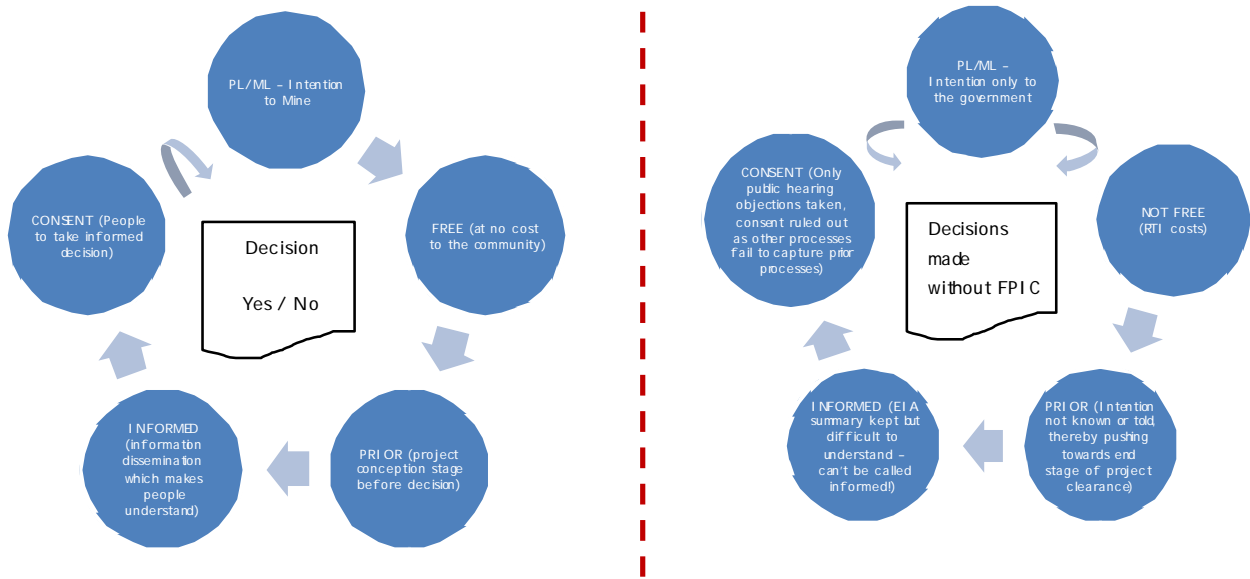 PL/ML – Intention
to Mine
FREE (at no cost
to the community)
PRIOR (project
conception stage
before decision)
INFORMED
(information
dissemination
which makes
people
understand)
CONSENT (People
to take informed
decision)
Decision
Yes / No
PL/ML –
Intention only to
the government
NOT FREE
(RTI costs)
PRIOR (Intention
not known or told,
thereby pushing
towards end
stage of project
clearance)
INFORMED (EIA
summary kept but
difficult to
understand –
can't be called
informed!)
CONSENT (Only
public hearing
objections taken,
consent ruled out
as other processes
fail to capture prior
processes)
Decisions
made
without FPIC